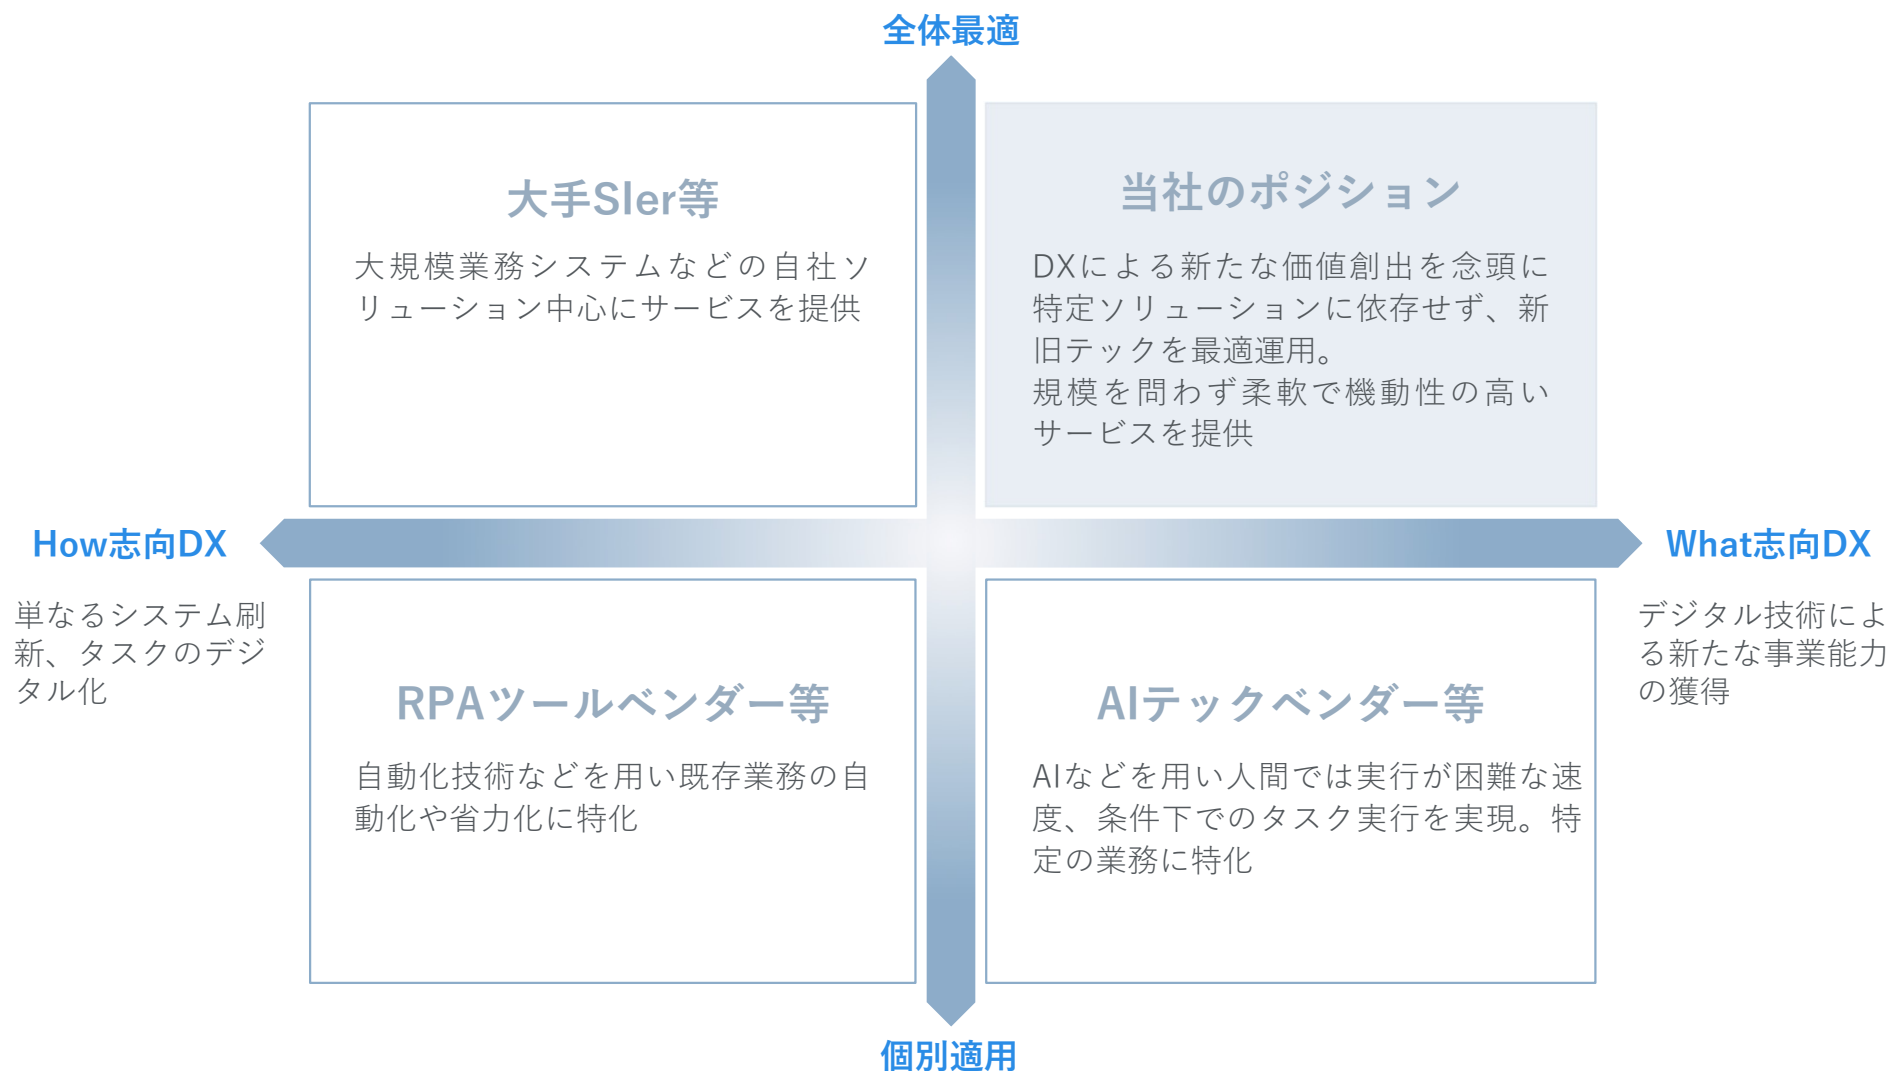 全体最適
大手SIer等
大規模業務システムなどの自社ソ
リューション中心にサービスを提供
当社のポジション
DXによる新たな価値創出を念頭に
特定ソリューションに依存せず、新
旧テックを最適運用。
規模を問わず柔軟で機動性の高い
サービスを提供
How志向DX
単なるシステム刷
新、タスクのデジ
タル化
What志向DX
デジタル技術によ
る新たな事業能力
の獲得
RPAツールベンダー等
自動化技術などを用い既存業務の自
動化や省力化に特化
AIテックベンダー等
AIなどを用い人間では実行が困難な速
度、条件下でのタスク実行を実現。特
定の業務に特化
個別適用